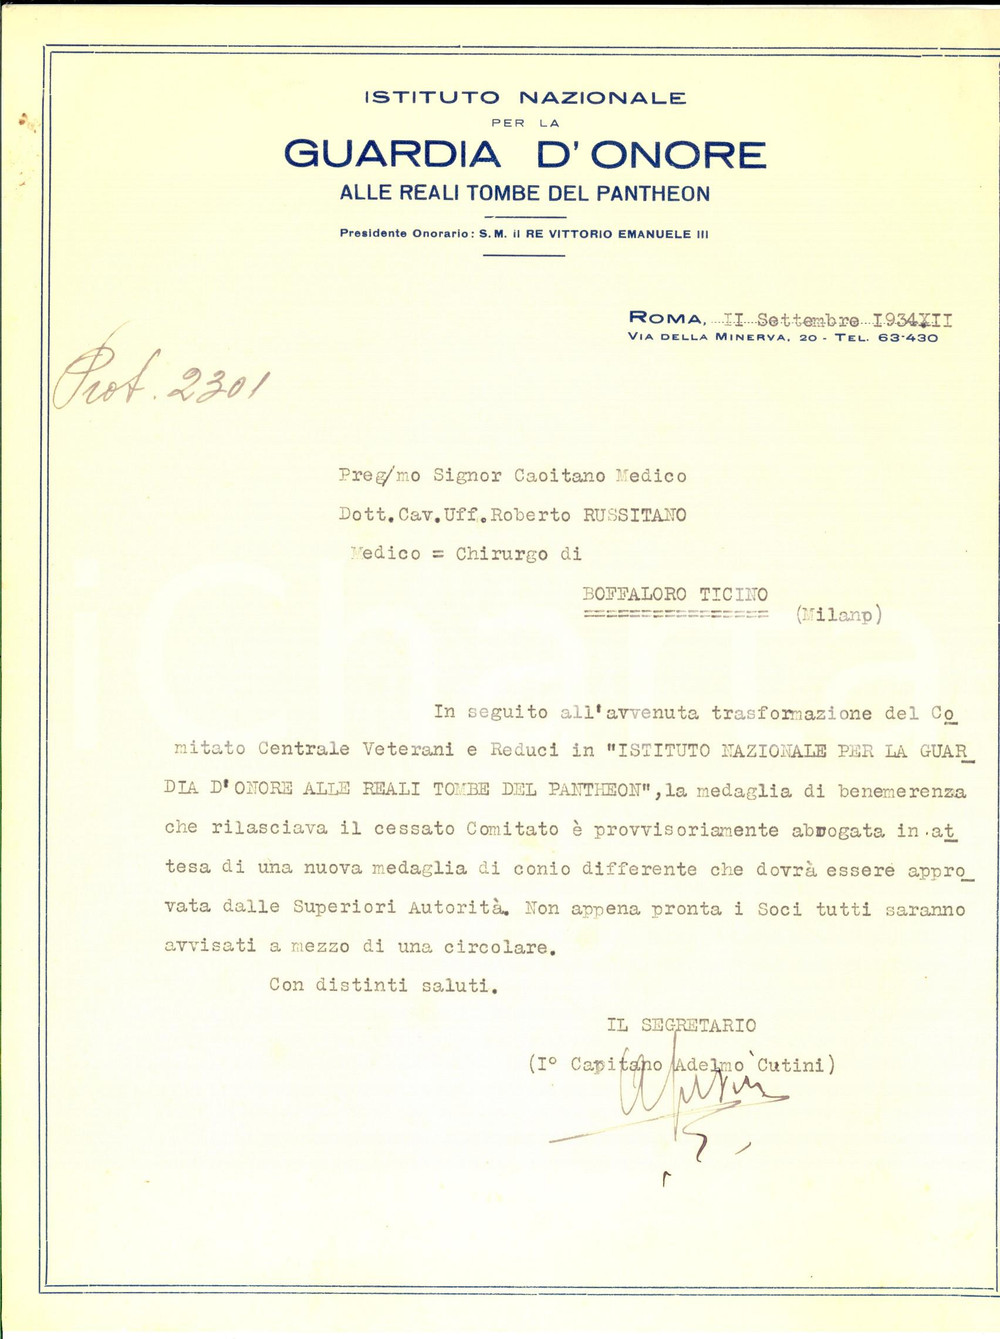 ISTITUTO NAZIONALE
PER LA
GUARDIA D'ONORE
ALLE REALI TOMBE DEL PANTHEON
Presidente Onorario: S. M. il RE VITTORIO EMANUELE III
ROMA, II Settembre I934XII
VIA DELLA MINERVA, 20 - TEL. 63-430
Prot. 2301
Preg/mo Signor Caoitano Medico
Dott.Cav.Uff.Roberto RUSSITANO
Medico = Chirurgo di
BOFFALORO TICINO
================ (Milanp)
In seguito all'avvenuta trasformazione del Co_
mitato Centrale Veterani e Reduci in "ISTITUTO NAZIONALE PER LA GUAR_
DIA D'ONORE ALLE REALI TOMBE DEL PANTHEON",la medaglia di benemerenza
che rilasciava il cessato Comitato è provvisoriamente abrogata in at_
tesa di una nuova medaglia di conio differente che dovrà essere appro_
vata dalle Superiori Autorità. Non appena pronta i Soci tutti saranno
avvisati a mezzo di una circolare.
Con distinti saluti.
IL SEGRETARIO
(I° Capitano Adelmo Cutini)
iCharta